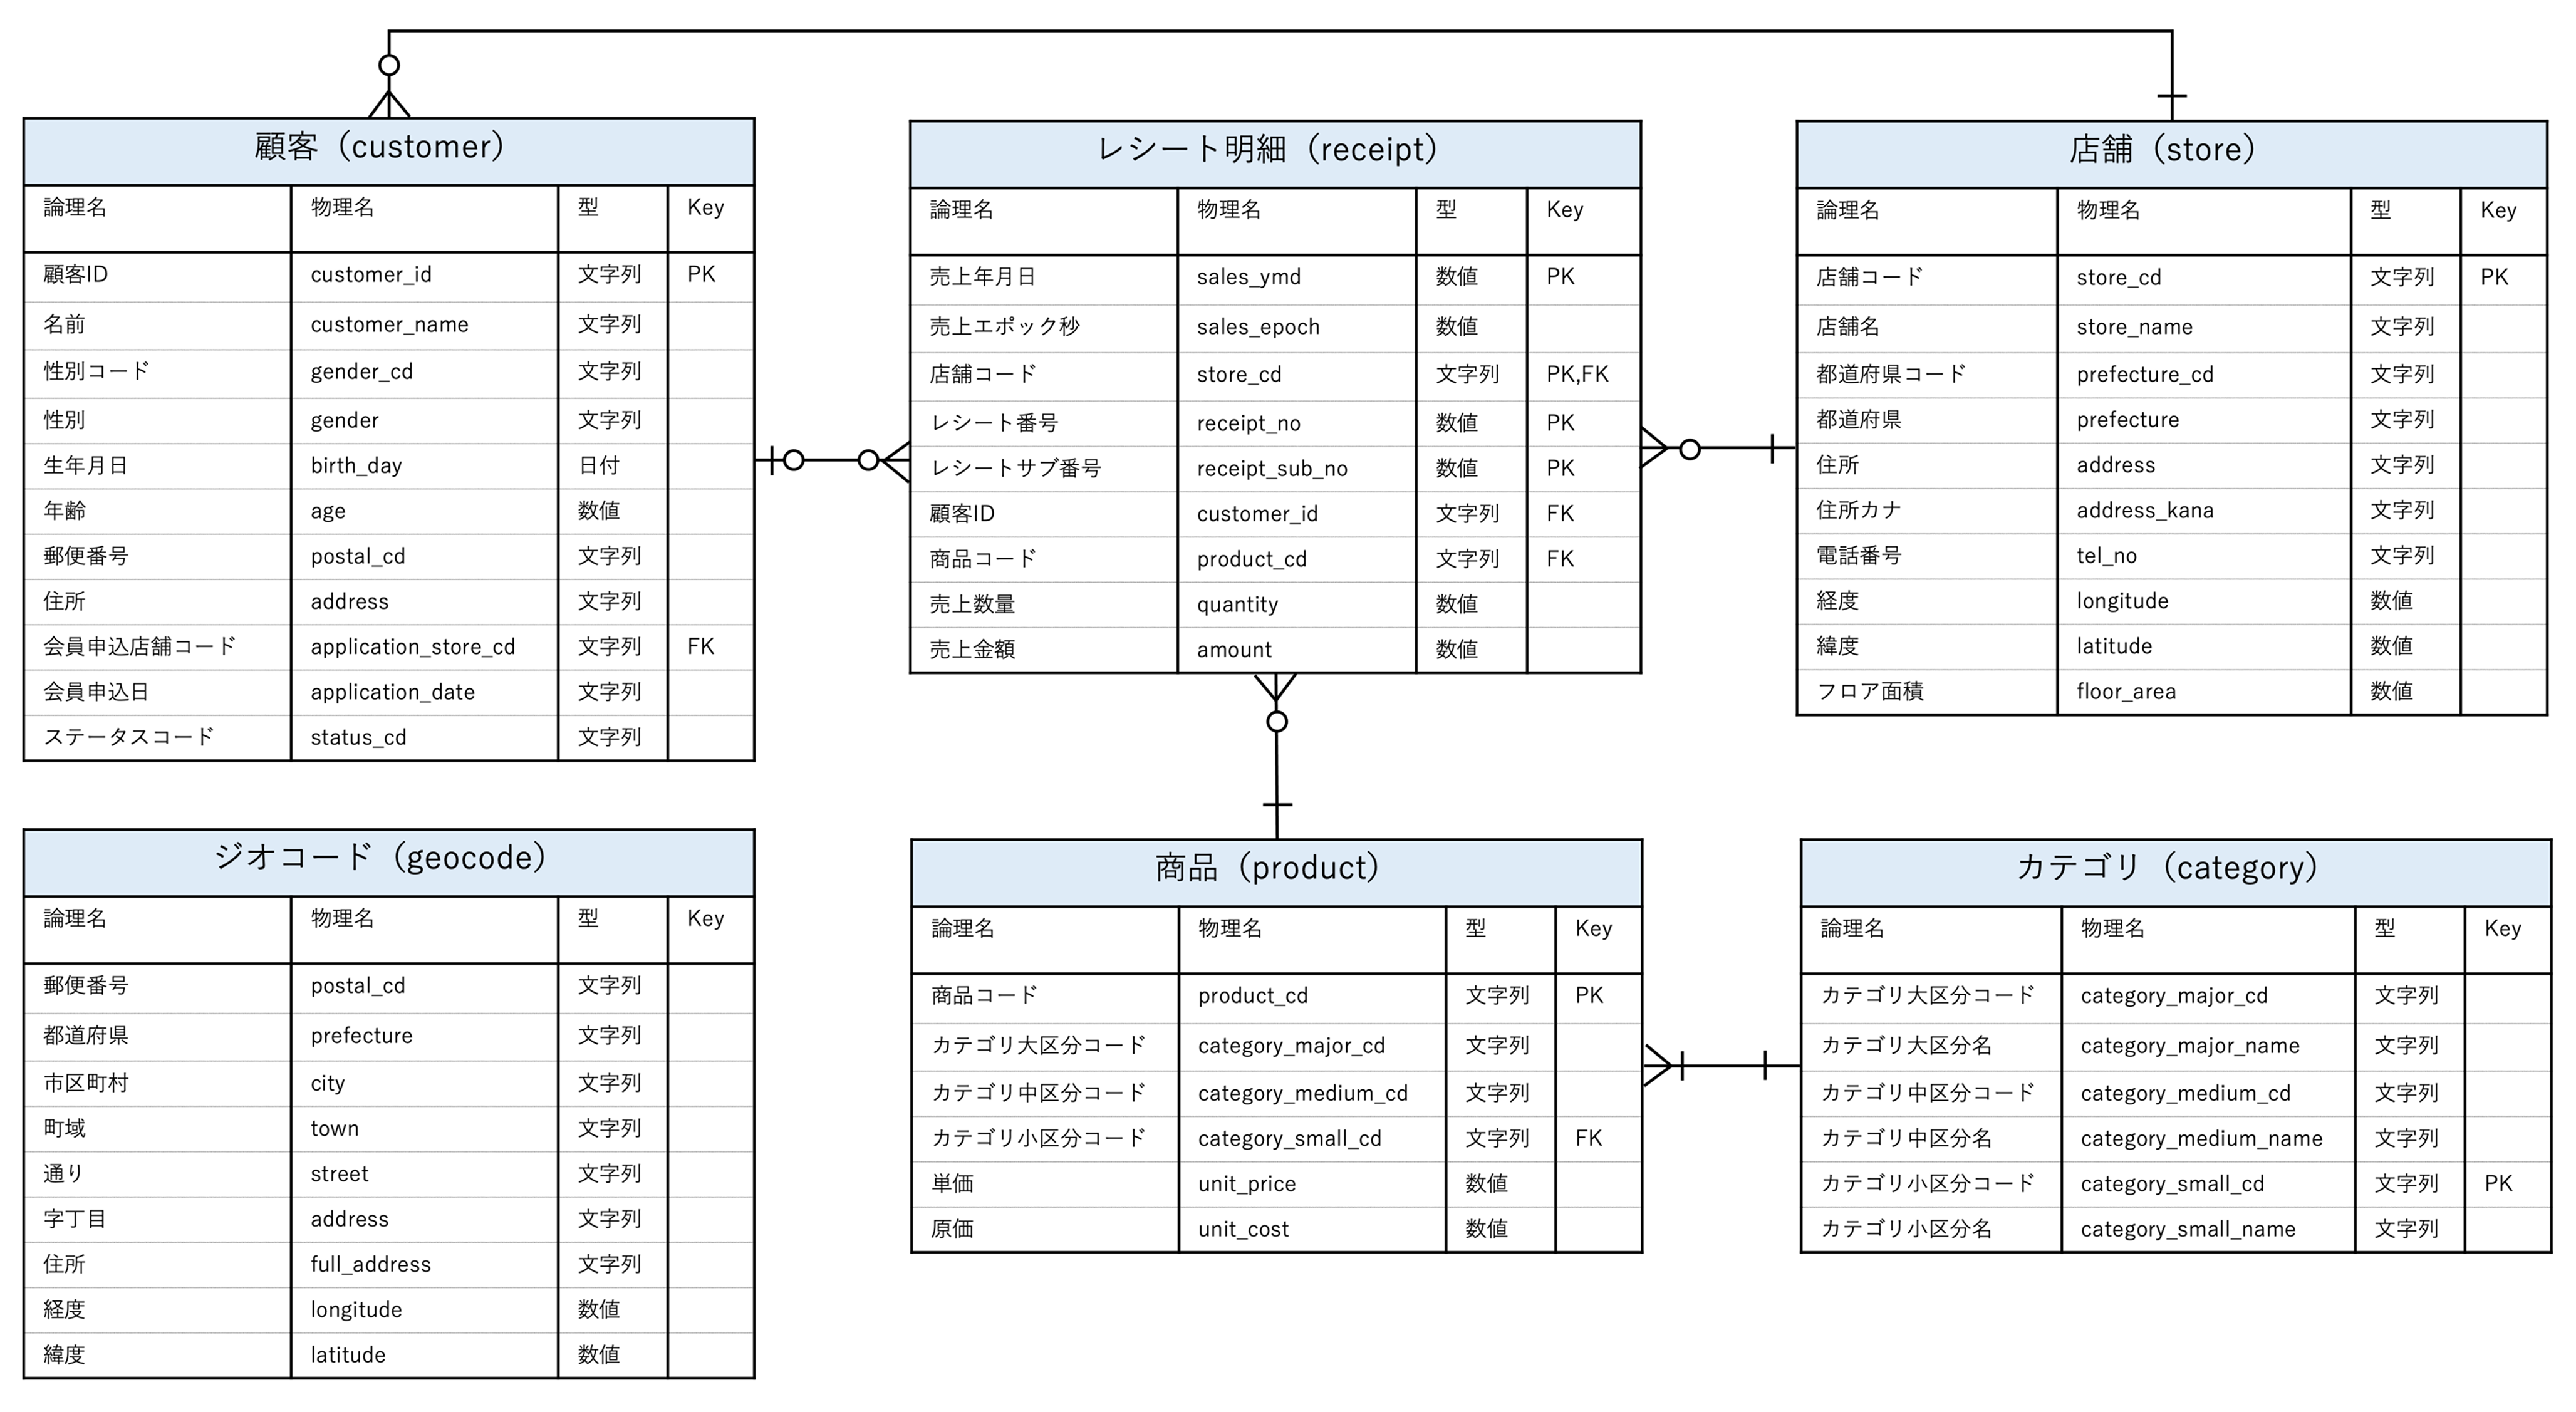 顧客（customer）
論理名 物理名 型 Key
顧客ID customer_id 文字列 PK
名前 customer_name 文字列
性別コード gender_cd 文字列
性別 gender 文字列
生年月日 birth_day 日付
年齢 age 数値
郵便番号 postal_cd 文字列
住所 address 文字列
会員申込店舗コード application_store_cd 文字列 FK
会員申込日 application_date 文字列
ステータスコード status_cd 文字列
レシート明細（receipt）
論理名 物理名 型 Key
売上年月日 sales_ymd 数値 PK
売上エポック秒 sales_epoch 数値
店舗コード store_cd 文字列 PK,FK
レシート番号 receipt_no 数値 PK
レシートサブ番号 receipt_sub_no 数値 PK
顧客ID customer_id 文字列 FK
商品コード product_cd 文字列 FK
売上数量 quantity 数値
売上金額 amount 数値
店舗（store）
論理名 物理名 型 Key
店舗コード store_cd 文字列 PK
店舗名 store_name 文字列
都道府県コード prefecture_cd 文字列
都道府県 prefecture 文字列
住所 address 文字列
住所カナ address_kana 文字列
電話番号 tel_no 文字列
経度 longitude 数値
緯度 latitude 数値
フロア面積 floor_area 数値
ジオコード（geocode）
論理名 物理名 型 Key
郵便番号 postal_cd 文字列
都道府県 prefecture 文字列
市区町村 city 文字列
町域 town 文字列
通り street 文字列
字丁目 address 文字列
住所 full_address 文字列
経度 longitude 数値
緯度 latitude 数値
商品（product）
論理名 物理名 型 Key
商品コード product_cd 文字列 PK
カテゴリ大区分コード category_major_cd 文字列
カテゴリ中区分コード category_medium_cd 文字列
カテゴリ小区分コード category_small_cd 文字列 FK
単価 unit_price 数値
原価 unit_cost 数値
カテゴリ（category）
論理名 物理名 型 Key
カテゴリ大区分コード category_major_cd 文字列
カテゴリ大区分名 category_major_name 文字列
カテゴリ中区分コード category_medium_cd 文字列
カテゴリ中区分名 category_medium_name 文字列
カテゴリ小区分コード category_small_cd 文字列 PK
カテゴリ小区分名 category_small_name 文字列